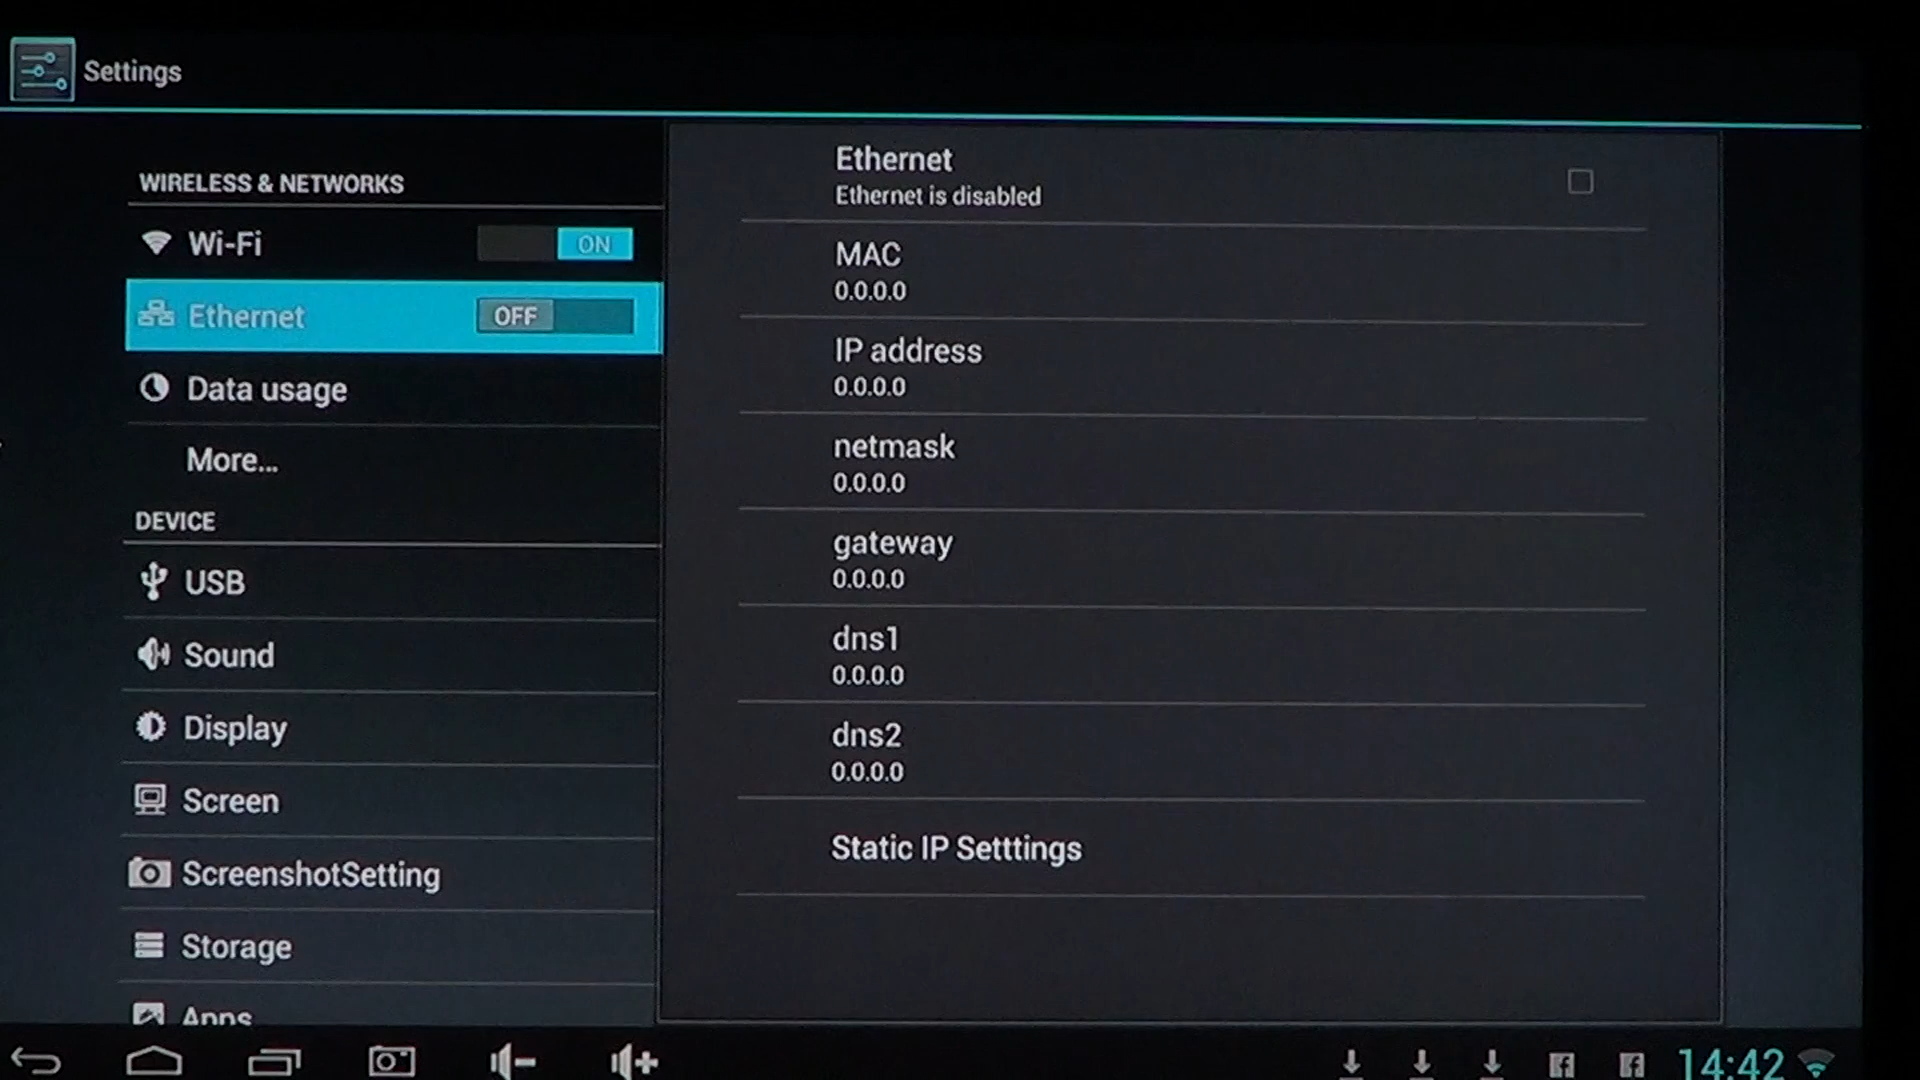 Settings
WIRELESS & NETWORKS
Wi-Fi
ON
Ethernet
OFF
Data usage
More...
DEVICE
USB
Sound
Display
Screen
ScreenshotSetting
Storage
Apps
Ethernet
Ethernet is disabled
MAC
0.0.0.0
IP address
0.0.0.0
netmask
0.0.0.0
gateway
0.0.0.0
dns1
0.0.0.0
dns2
0.0.0.0
Static IP Setttings
14:42